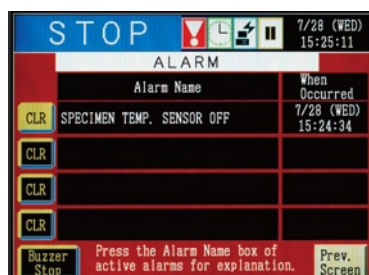 STOP
7/28 (WED)
15:25:11
ALARM
Alarm Name
When
Occurred
CLR
SPECIMEN TEMP. SENSOR OFF
7/28 (WED)
15:24:34
CLR
CLR
CLR
Buzzer
Stop
Press the Alarm Name box of
active alarms for explanation.
Prev.
Screen